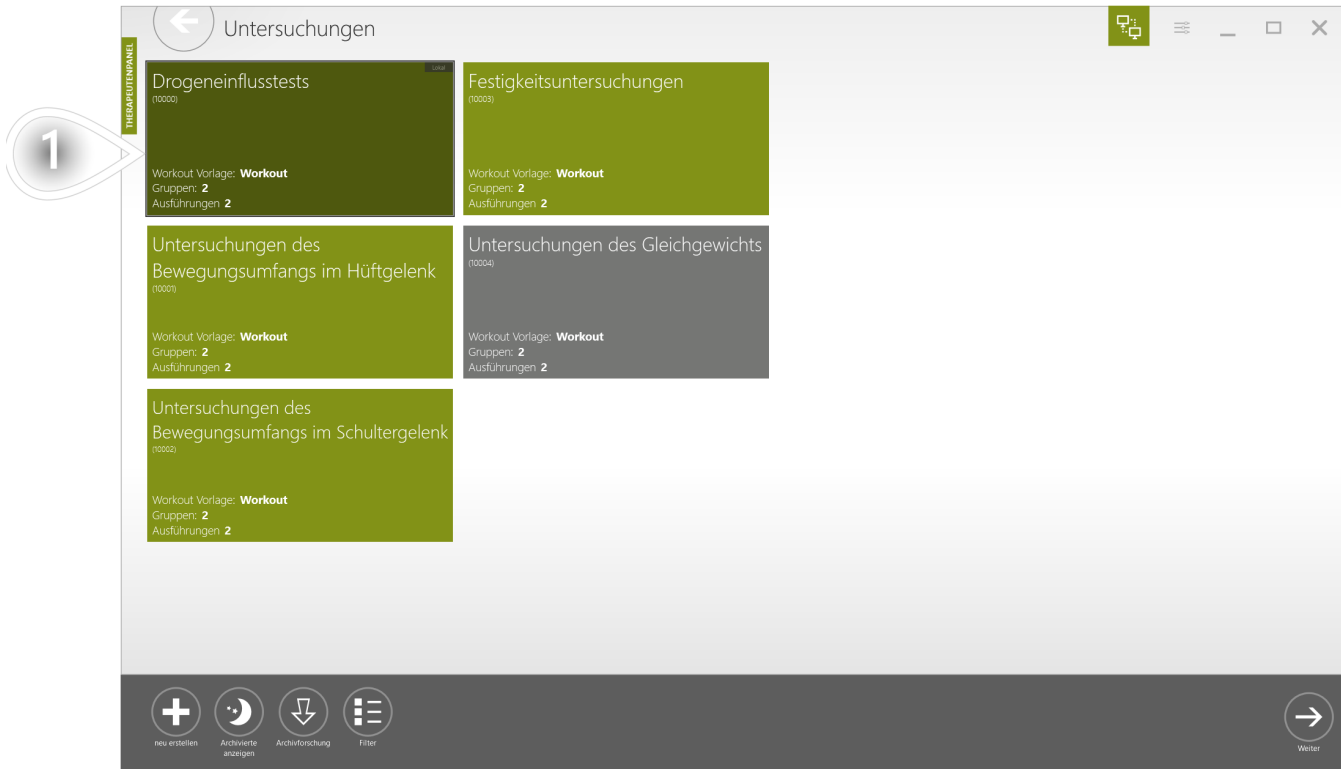 Untersuchungen
THERAPEUTENPANEL
1
Lokal
Drogeneinflusstests
(10000)
Workout Vorlage: Workout
Gruppen: 2
Ausführungen 2
Festigkeitsuntersuchungen
(10003)
Workout Vorlage: Workout
Gruppen: 2
Ausführungen 2
Untersuchungen des
Bewegungsumfangs im Hüftgelenk
(10001)
Workout Vorlage: Workout
Gruppen: 2
Ausführungen 2
Untersuchungen des Gleichgewichts
(10004)
Workout Vorlage: Workout
Gruppen: 2
Ausführungen 2
Untersuchungen des
Bewegungsumfangs im Schultergelenk
(10002)
Workout Vorlage: Workout
Gruppen: 2
Ausführungen 2
neu erstellen
Archivierte
anzeigen
Archivforschung
Filter
Weiter